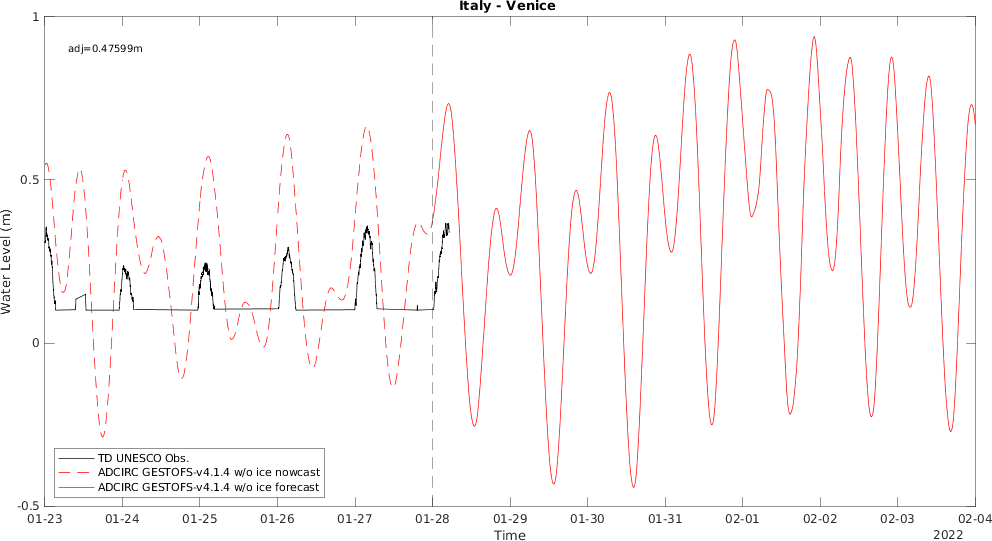 Italy - Venice
adj=0.47599m
Water Level (m)
1
0.5
0
-0.5
TD UNESCO Obs.
ADCIRC GESTOFS-v4.1.4 w/o ice nowcast
ADCIRC GESTOFS-v4.1.4 w/o ice forecast
01-23 01-24 01-25 01-26 01-27 01-28 01-29 01-30 01-31 02-01 02-02 02-03 02-04
Time
2022